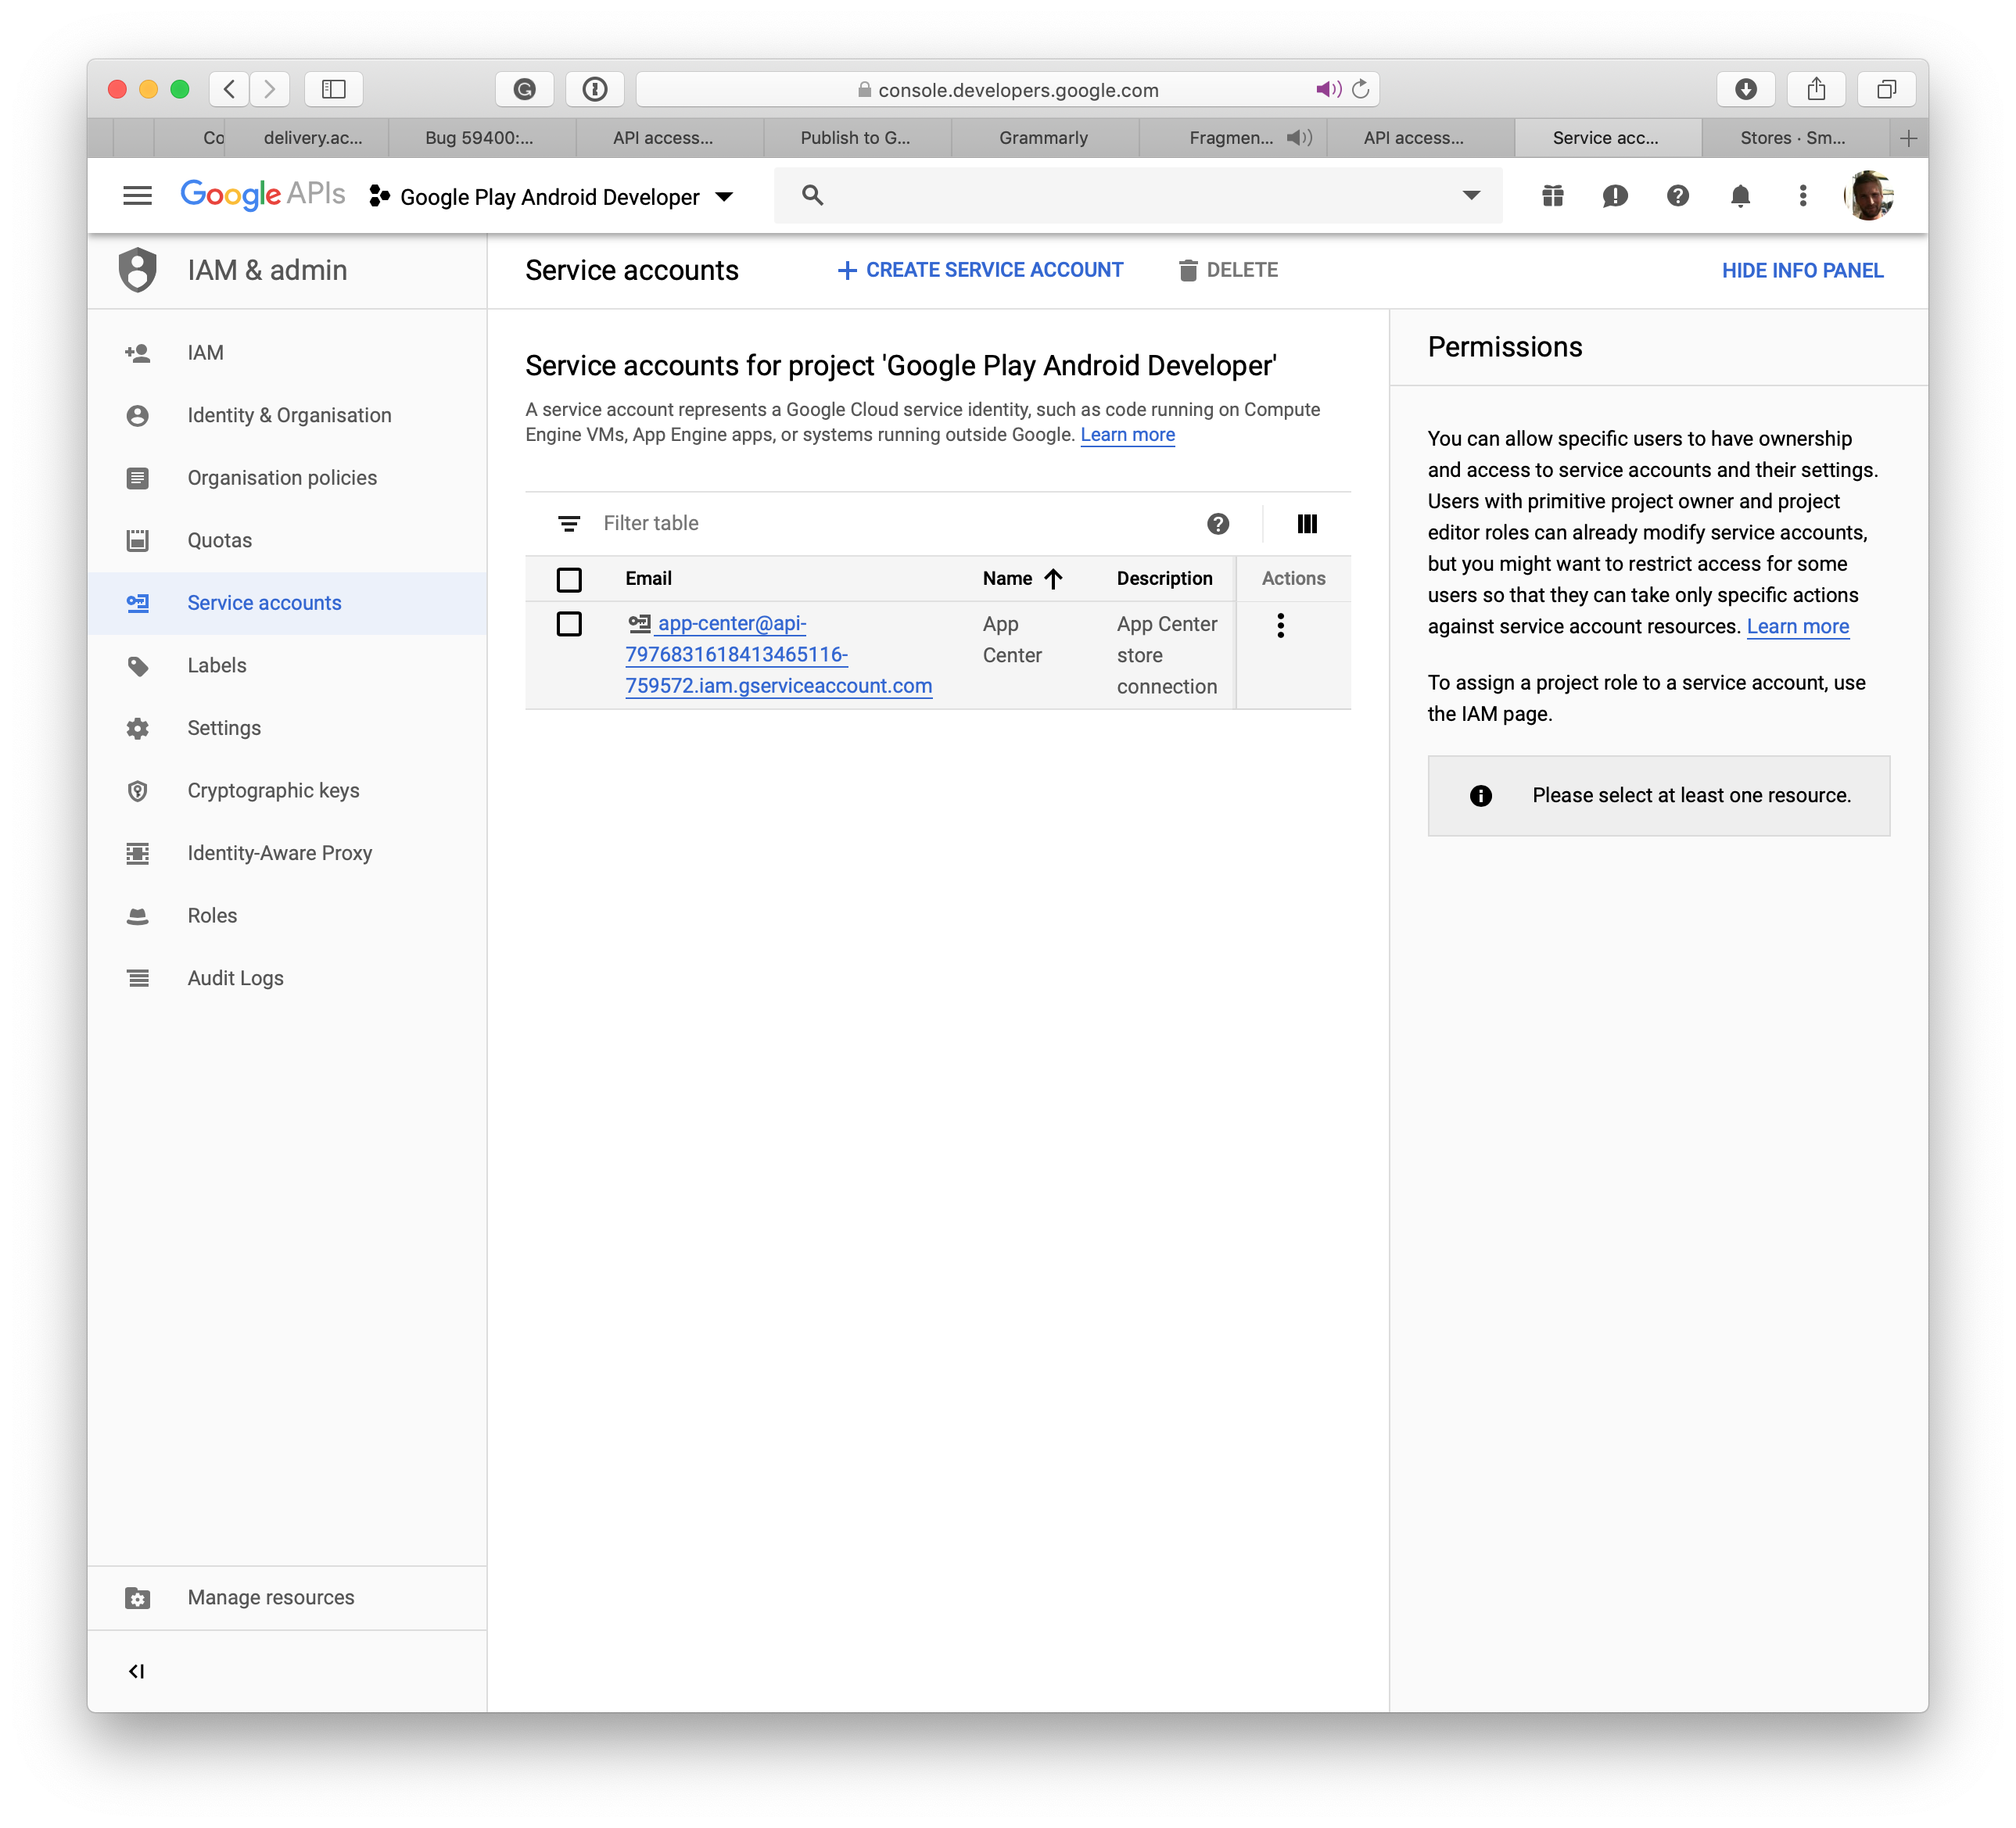 console.developers.google.com
Co
delivery.ac...
Bug 59400:...
API access...
Publish to G...
Grammarly
Fragmen...
API access...
Service acc...
Stores · Sm...
Google APIs
Google Play Android Developer
IAM & admin
Service accounts
CREATE SERVICE ACCOUNT
DELETE
HIDE INFO PANEL
IAM
Identity & Organisation
Organisation policies
Quotas
Service accounts
Labels
Settings
Cryptographic keys
Identity-Aware Proxy
Roles
Audit Logs
Manage resources
Service accounts for project 'Google Play Android Developer'
A service account represents a Google Cloud service identity, such as code running on Compute
Engine VMs, App Engine apps, or systems running outside Google. Learn more
Filter table
Email
Name
Description
Actions
app-center@api-
7976831618413465116-
759572.iam.gserviceaccount.com
App
Center
App Center
store
connection
Permissions
You can allow specific users to have ownership
and access to service accounts and their settings.
Users with primitive project owner and project
editor roles can already modify service accounts,
but you might want to restrict access for some
users so that they can take only specific actions
against service account resources. Learn more
To assign a project role to a service account, use
the IAM page.
Please select at least one resource.